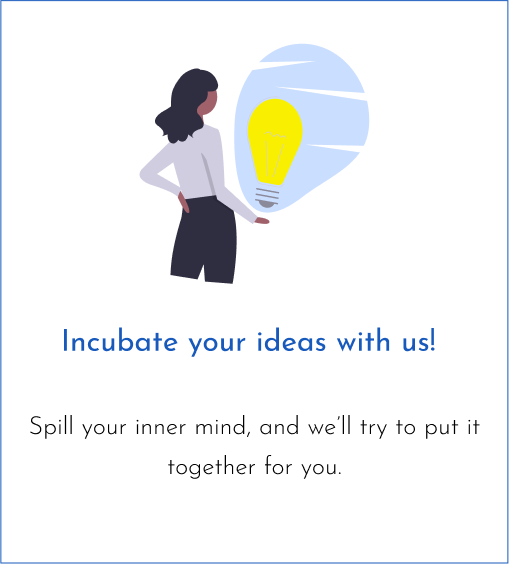 Incubate your ideas with us!
Spill your inner mind, and we’ll try to put it
together for you.